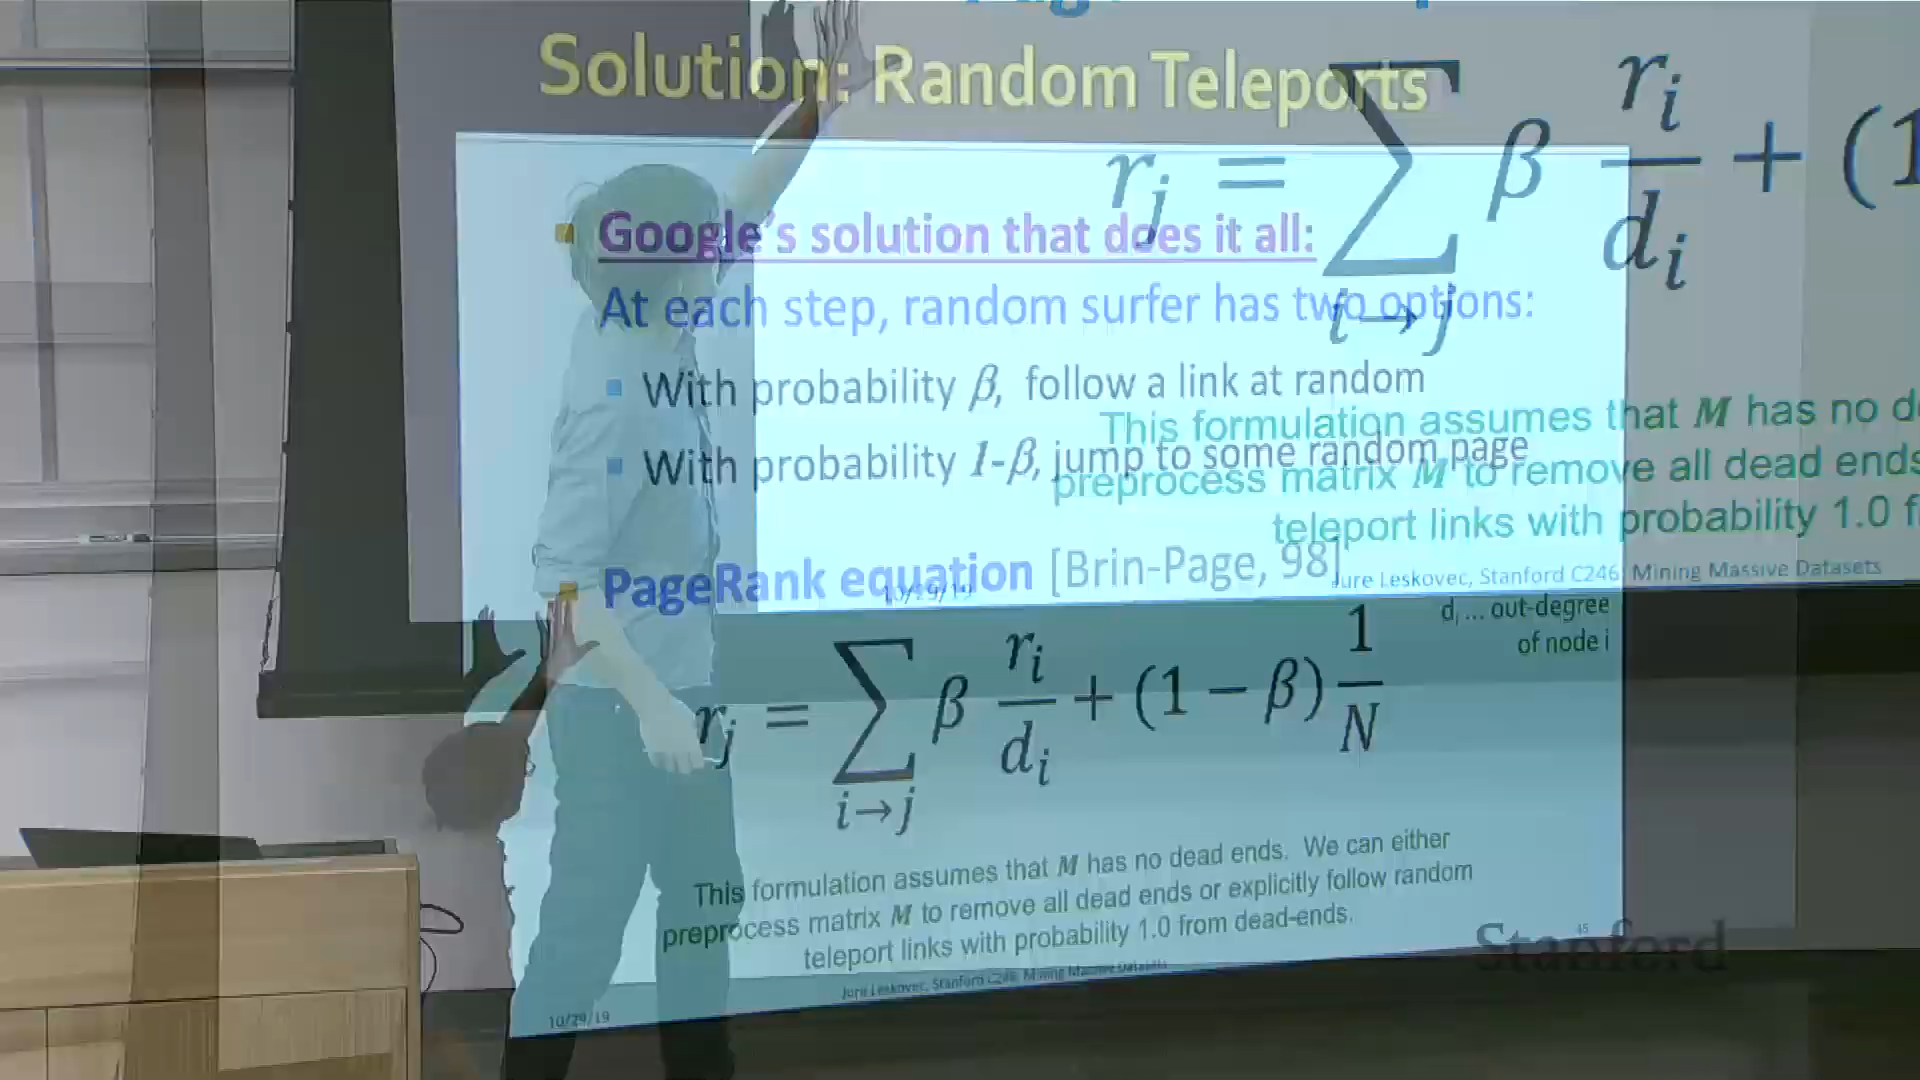 Solution: Random Teleports
Google's solution that does it all:
At each step, random surfer has two options:
With probability β, follow a link at random
With probability 1-β, jump to some random page
PageRank equation [Brin-Page, 98]
d_i … out-degree
of node i
r_j = ∑_{i→j} β r_i/d_i + (1 − β) 1/N
This formulation assumes that M has no dead ends. We can either
preprocess matrix M to remove all dead ends or explicitly follow random
teleport links with probability 1.0 from dead-ends.
Jure Leskovec, Stanford C246: Mining Massive Datasets
10/29/19
45
r_j = ∑_{i→j} β r_i/d_i + (1
This formulation assumes that M has no d
preprocess matrix M to remove all dead ends
teleport links with probability 1.0 f
10/29/19
Jure Leskovec, Stanford C246: Mining Massive Datasets
Stanford